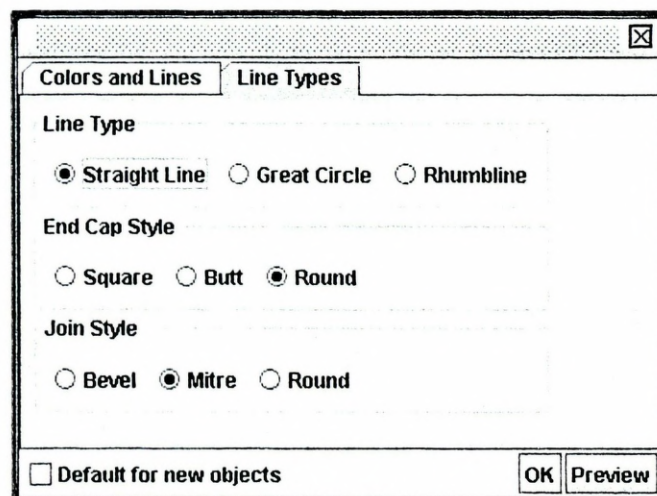 Colors and Lines Line Types
Line Type
Straight Line Great Circle Rhumbline
End Cap Style
Square Butt Round
Join Style
Bevel Mitre Round
Default for new objects OK Preview